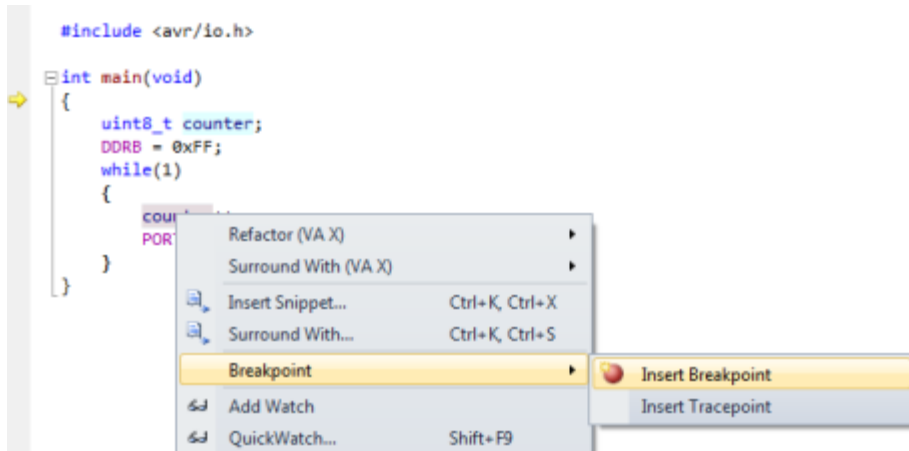 #include <avr/io.h>
int main(void)
{
uint8_t counter;
DDRB = 0xFF;
while(1)
{
}
}
Refactor (VA X)
Surround With (VA X)
Insert Snippet... Ctrl+K, Ctrl+X
Surround With... Ctrl+K, Ctrl+S
Breakpoint
Insert Breakpoint
Add Watch
Insert Tracepoint
QuickWatch... Shift+F9